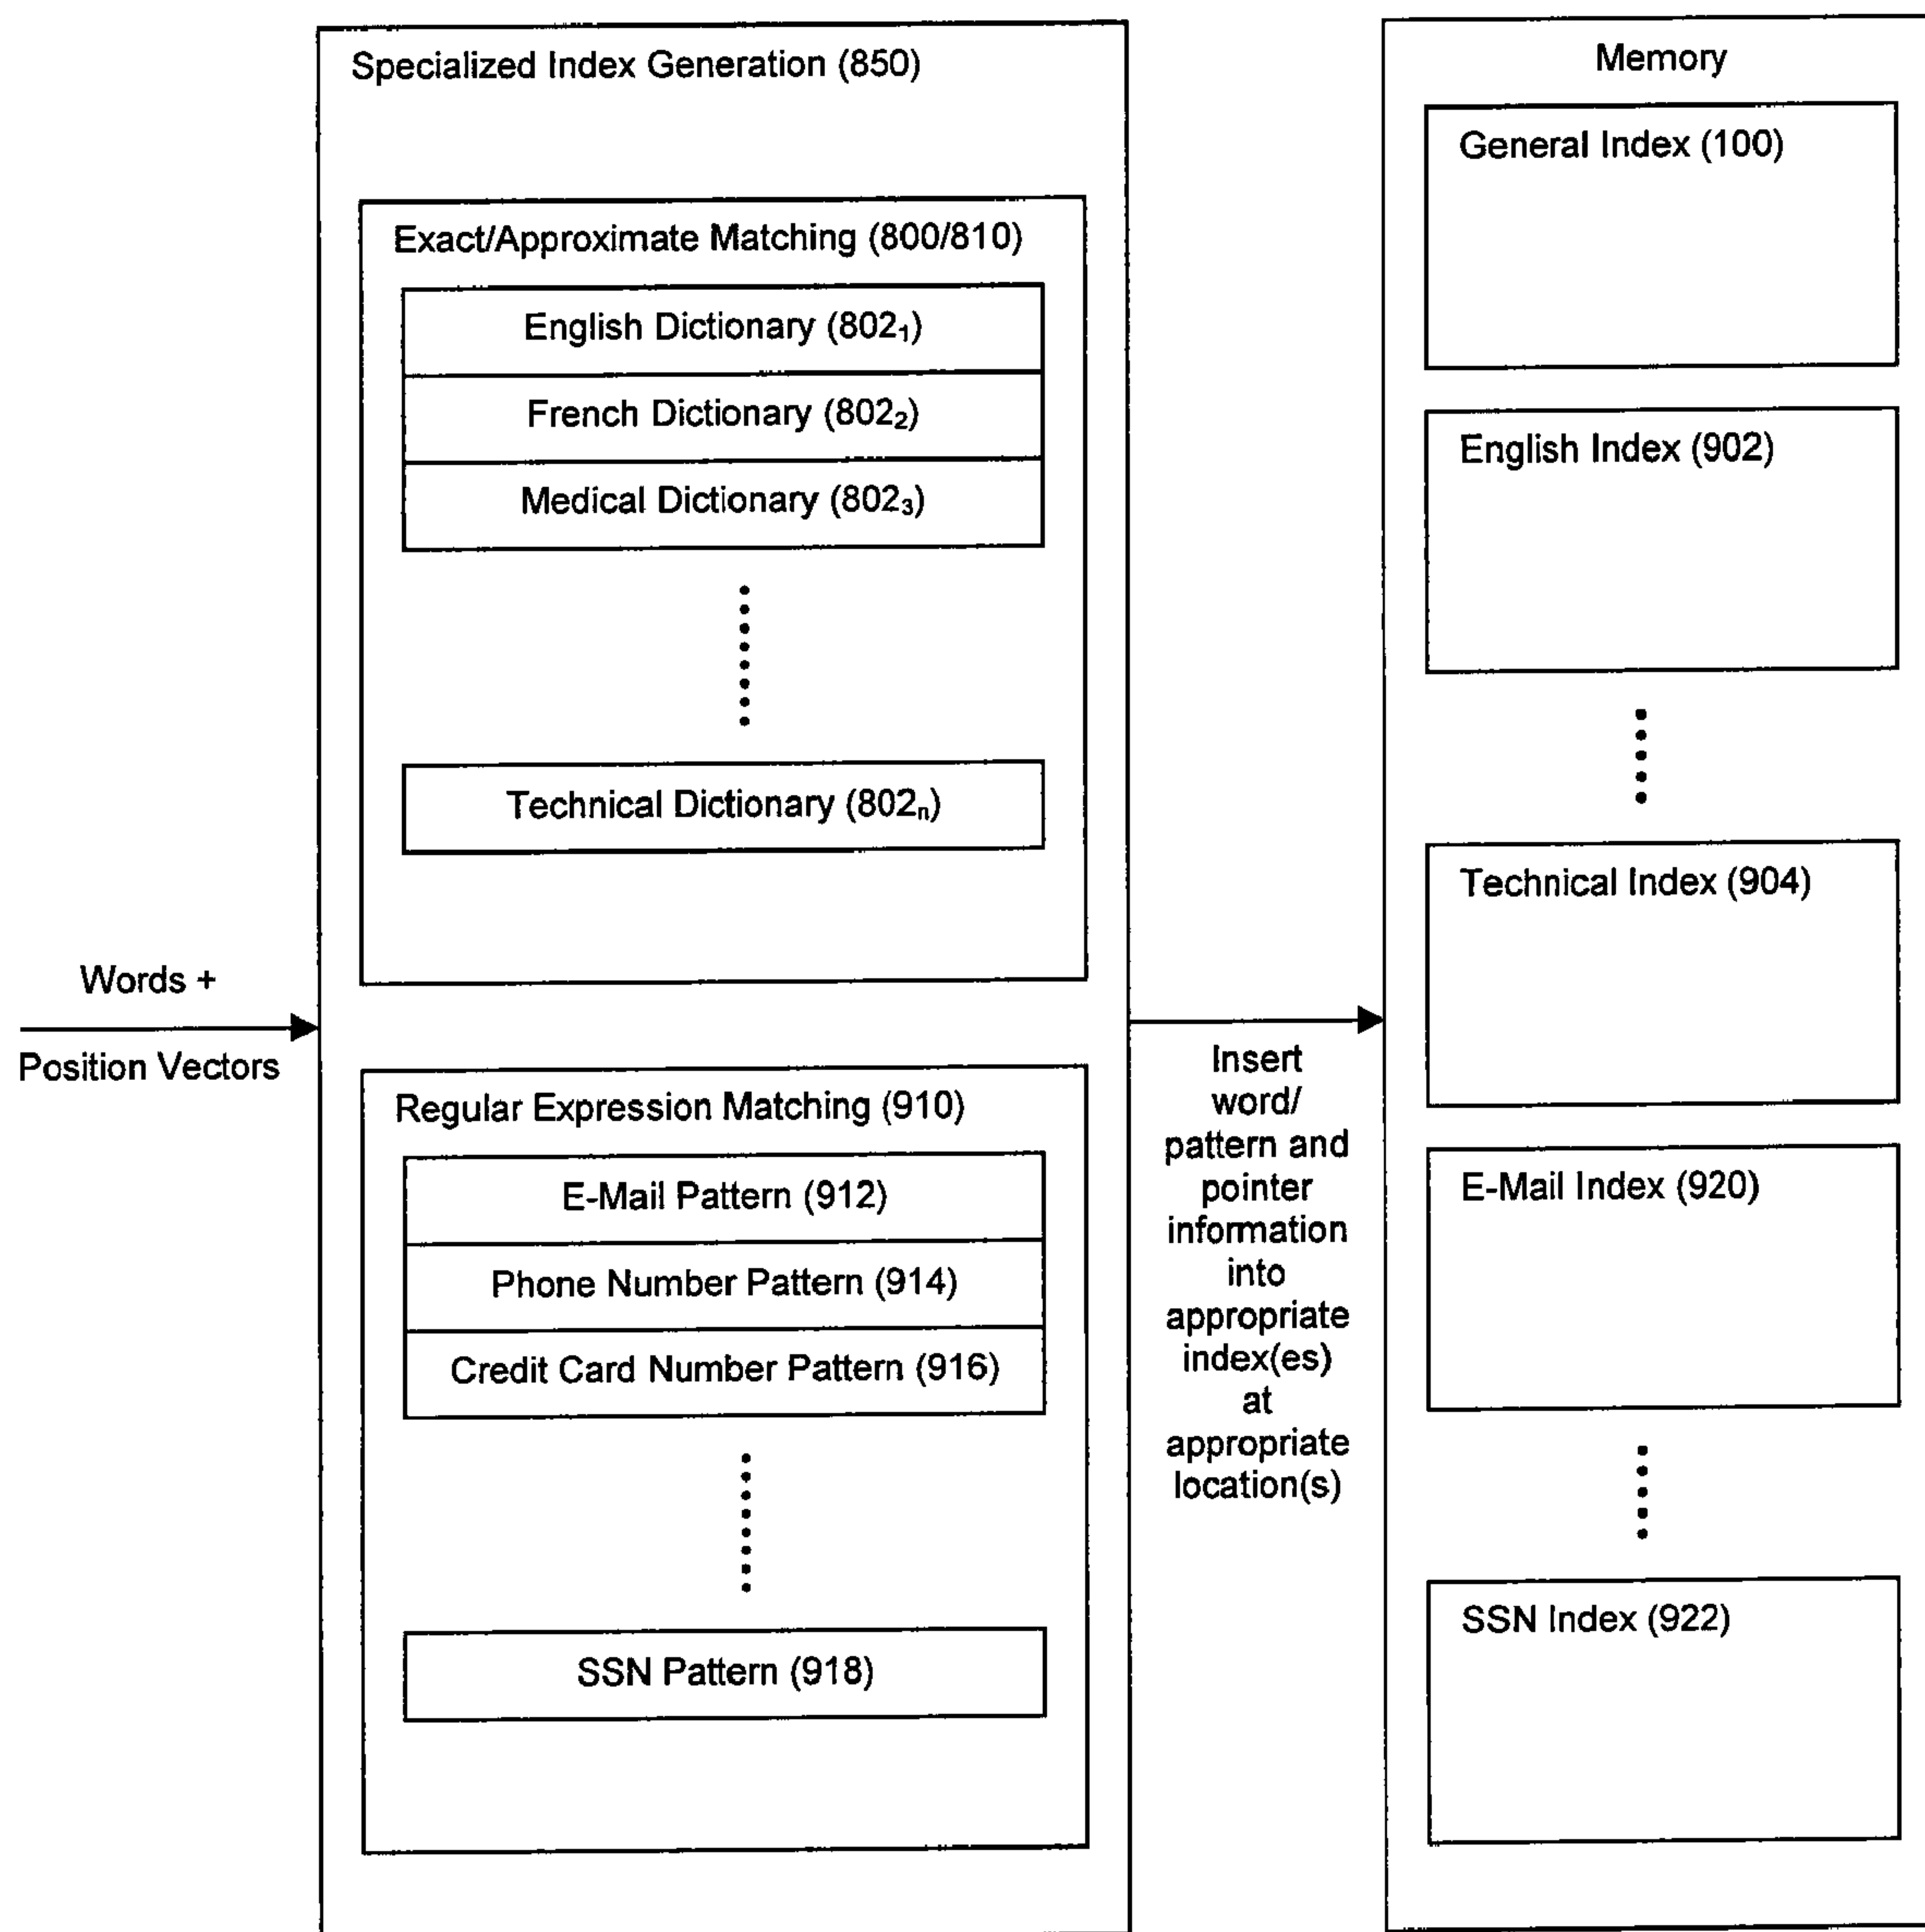 Words +
Position Vectors
Specialized Index Generation (850)
Exact/Approximate Matching (800/810)
English Dictionary (802₁)
French Dictionary (802₂)
Medical Dictionary (802₃)
Technical Dictionary (802ₙ)
Regular Expression Matching (910)
E-Mail Pattern (912)
Phone Number Pattern (914)
Credit Card Number Pattern (916)
SSN Pattern (918)
Insert
word/
pattern and
pointer
information
into
appropriate
index(es)
at
appropriate
location(s)
Memory
General Index (100)
English Index (902)
Technical Index (904)
E-Mail Index (920)
SSN Index (922)